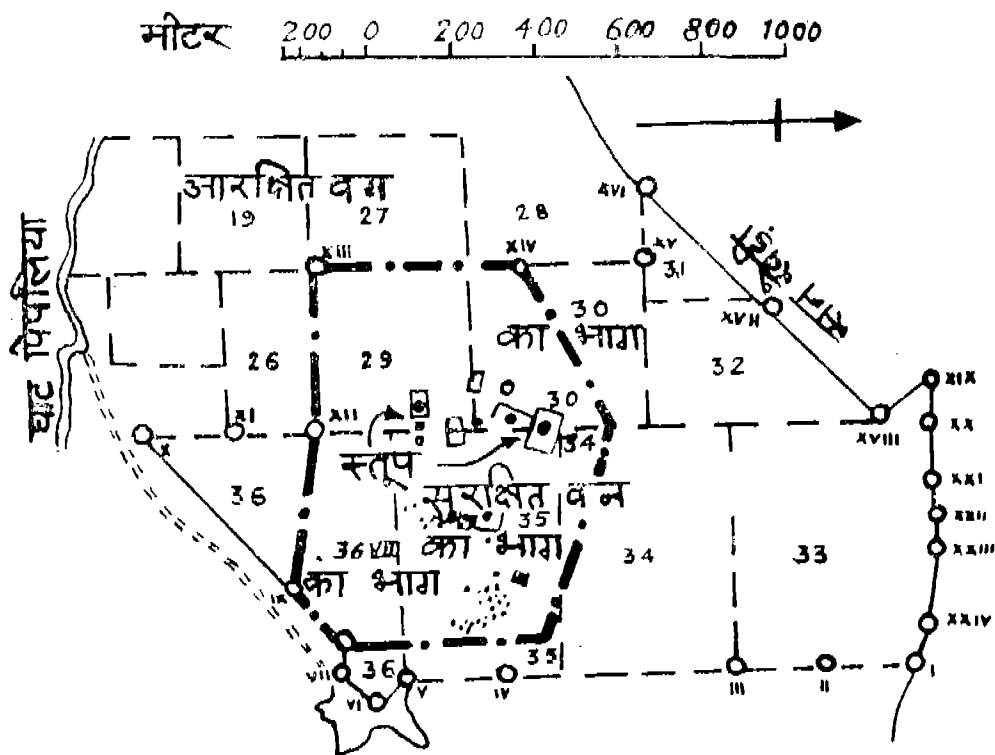 मीटर 200 0 200 400 600 800 1000
आरक्षित वन
19 27 28
घाट पिपलिया
XIII XIV XV XVI
31
30
का भाग
XVII
26 29 32
30
XIX
X XI XII XVIII XX
34
स्तूप
36
सुरक्षित वन
XXI
XXII
35
36 VIII का भाग
34 33
XXIII
का भाग
IX
XXIV
35
36
VII VI V IV III II I